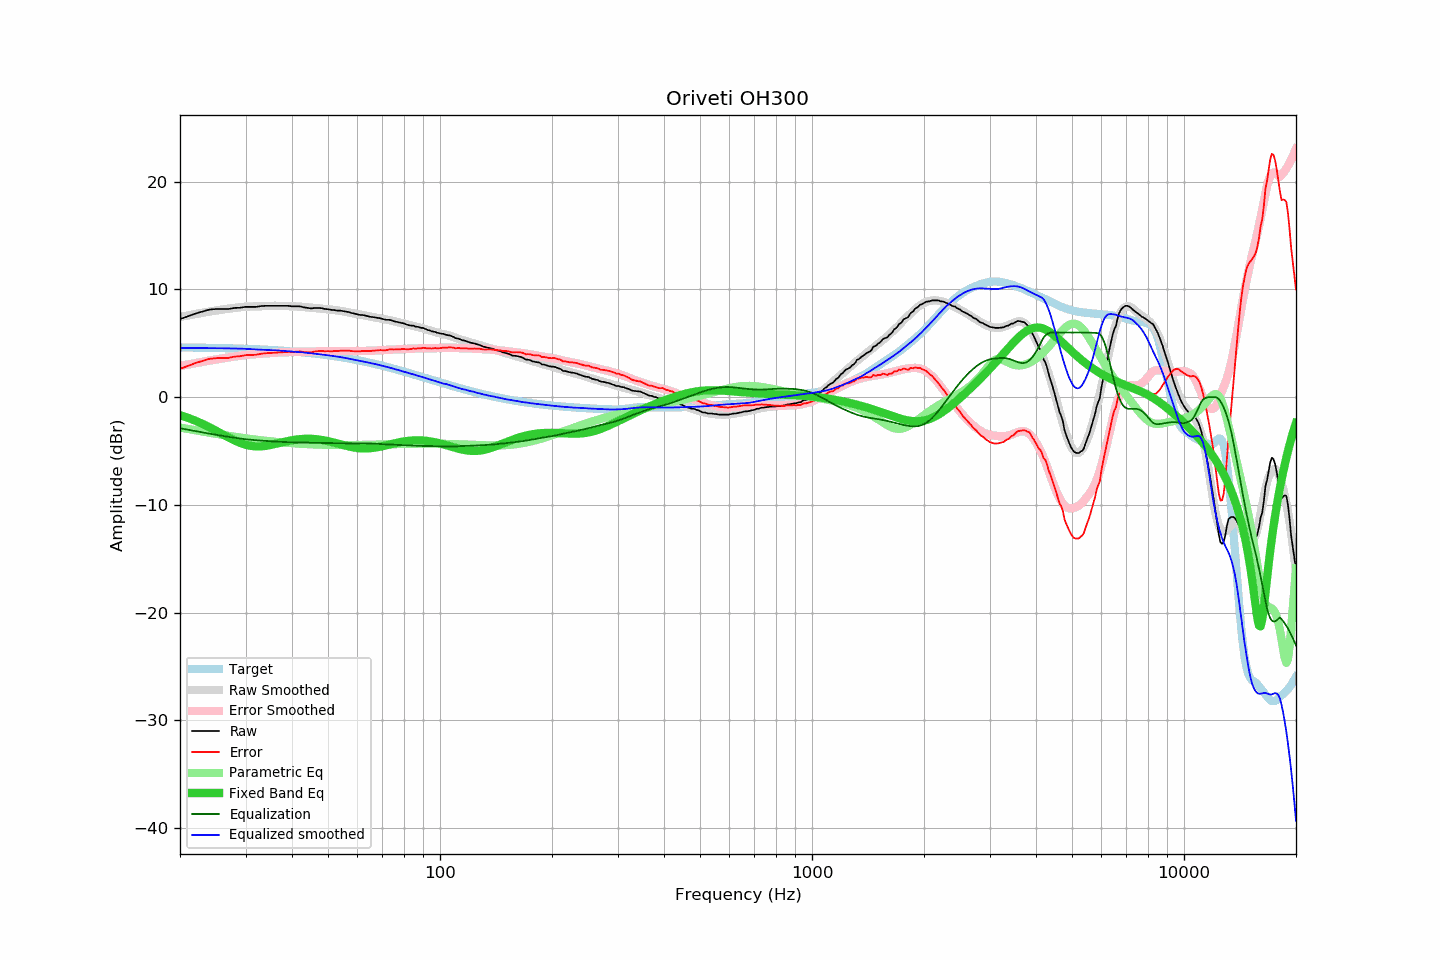 Oriveti OH300
Amplitude (dBr)
20
10
0
−10
−20
−30
−40
Target
Raw Smoothed
Error Smoothed
Raw
Error
Parametric Eq
Fixed Band Eq
Equalization
Equalized smoothed
100
1000
10000
Frequency (Hz)